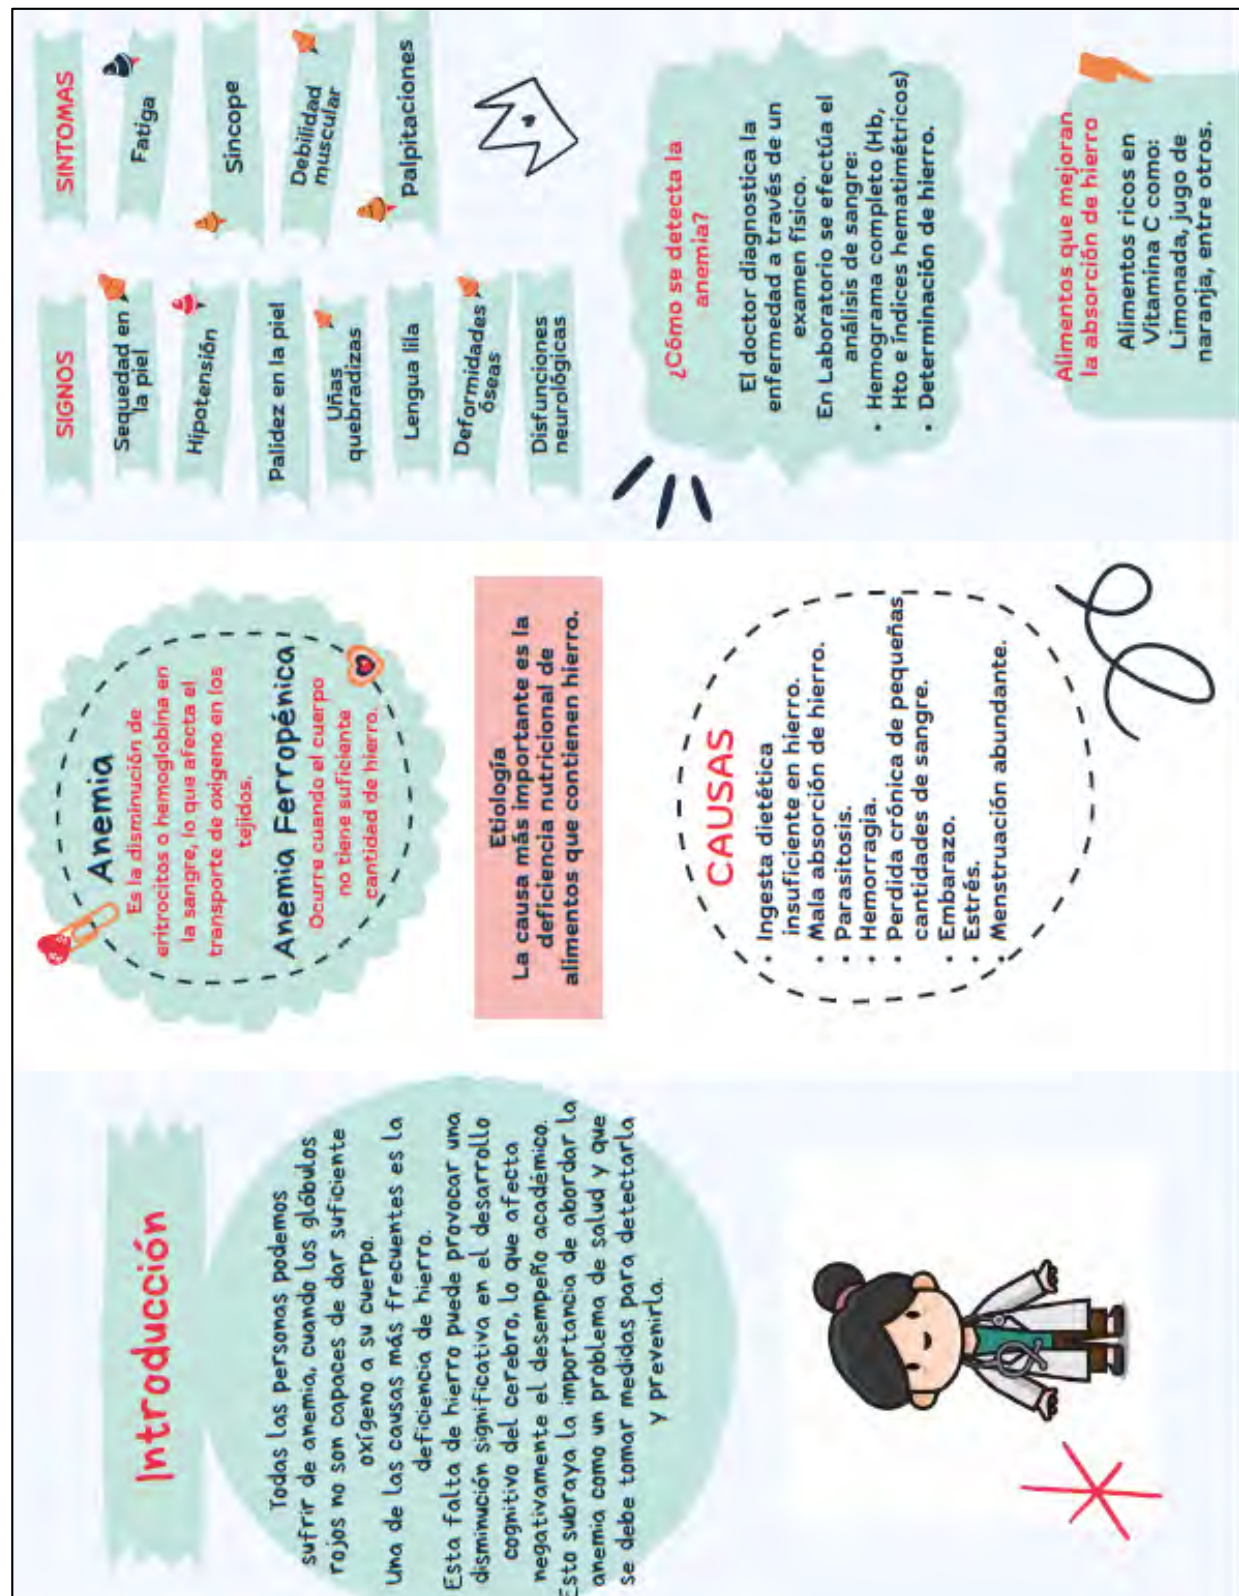 Introducción
Todas las personas podemos
sufrir de anemia, cuando los glóbulos
rojos no son capaces de dar suficiente
oxígeno a su cuerpo.
Una de las causas más frecuentes es la
deficiencia de hierro.
Esta falta de hierro puede provocar una
disminución significativa en el desarrollo
cognitivo del cerebro, lo que afecta
negativamente el desempeño académico.
Esto subraya la importancia de abordar la
anemia como un problema de salud y que
se debe tomar medidas para detectarla
y prevenirla.
Anemia
Es la disminución de
eritrocitos o hemoglobina en
la sangre, lo que afecta el
transporte de oxígeno en los
tejidos.
Anemia Ferropénica
Ocurre cuando el cuerpo
no tiene suficiente
cantidad de hierro.
Etiología
La causa más importante es la
deficiencia nutricional de
alimentos que contienen hierro.
CAUSAS
• Ingesta dietética
insuficiente en hierro.
• Mala absorción de hierro.
• Parasitosis.
• Hemorragia.
• Perdida crónica de pequeñas
cantidades de sangre.
• Embarazo.
• Estrés.
• Menstruación abundante.
SIGNOS
Sequedad en
la piel
Hipotensión
Palidez en la piel
Uñas
quebradizas
Lengua lila
Deformidades
óseas
Disfunciones
neurológicas
SINTOMAS
Fatiga
Sincope
Debilidad
muscular
Palpitaciones
¿Cómo se detecta la
anemia?
El doctor diagnostica la
enfermedad a través de un
examen físico.
En Laboratorio se efectúa el
análisis de sangre:
• Hemograma completo (Hb,
Hto e índices hematimétricos)
• Determinación de hierro.
Alimentos que mejoran
la absorción de hierro
Alimentos ricos en
Vitamina C como:
Limonada, jugo de
naranja, entre otros.